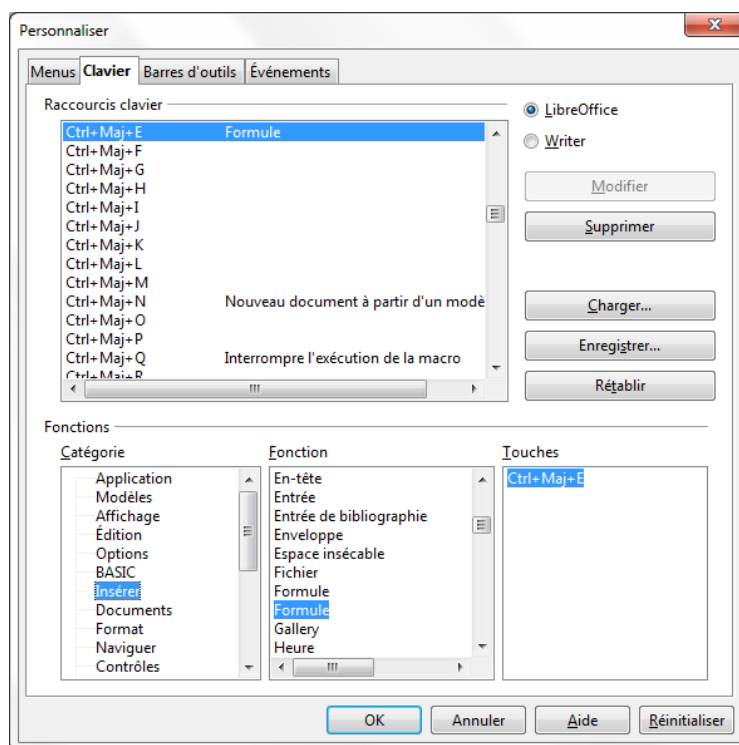 Personnaliser
Menus Clavier Barres d'outils Événements
Raccourcis clavier
Ctrl+Maj+E Formule
Ctrl+Maj+F
Ctrl+Maj+G
Ctrl+Maj+H
Ctrl+Maj+I
Ctrl+Maj+J
Ctrl+Maj+K
Ctrl+Maj+L
Ctrl+Maj+M
Ctrl+Maj+N Nouveau document à partir d'un modè
Ctrl+Maj+O
Ctrl+Maj+P
Ctrl+Maj+Q Interrompre l'exécution de la macro
Ctrl+Maj+R
LibreOffice
Writer
Modifier
Supprimer
Charger...
Enregistrer...
Rétablir
Fonctions
Catégorie
Application
Modèles
Affichage
Édition
Options
BASIC
Insérer
Documents
Format
Naviguer
Contrôles
Fonction
En-tête
Entrée
Entrée de bibliographie
Enveloppe
Espace insécable
Fichier
Formule
Formule
Gallery
Heure
Touches
Ctrl+Maj+E
OK Annuler Aide Réinitialiser